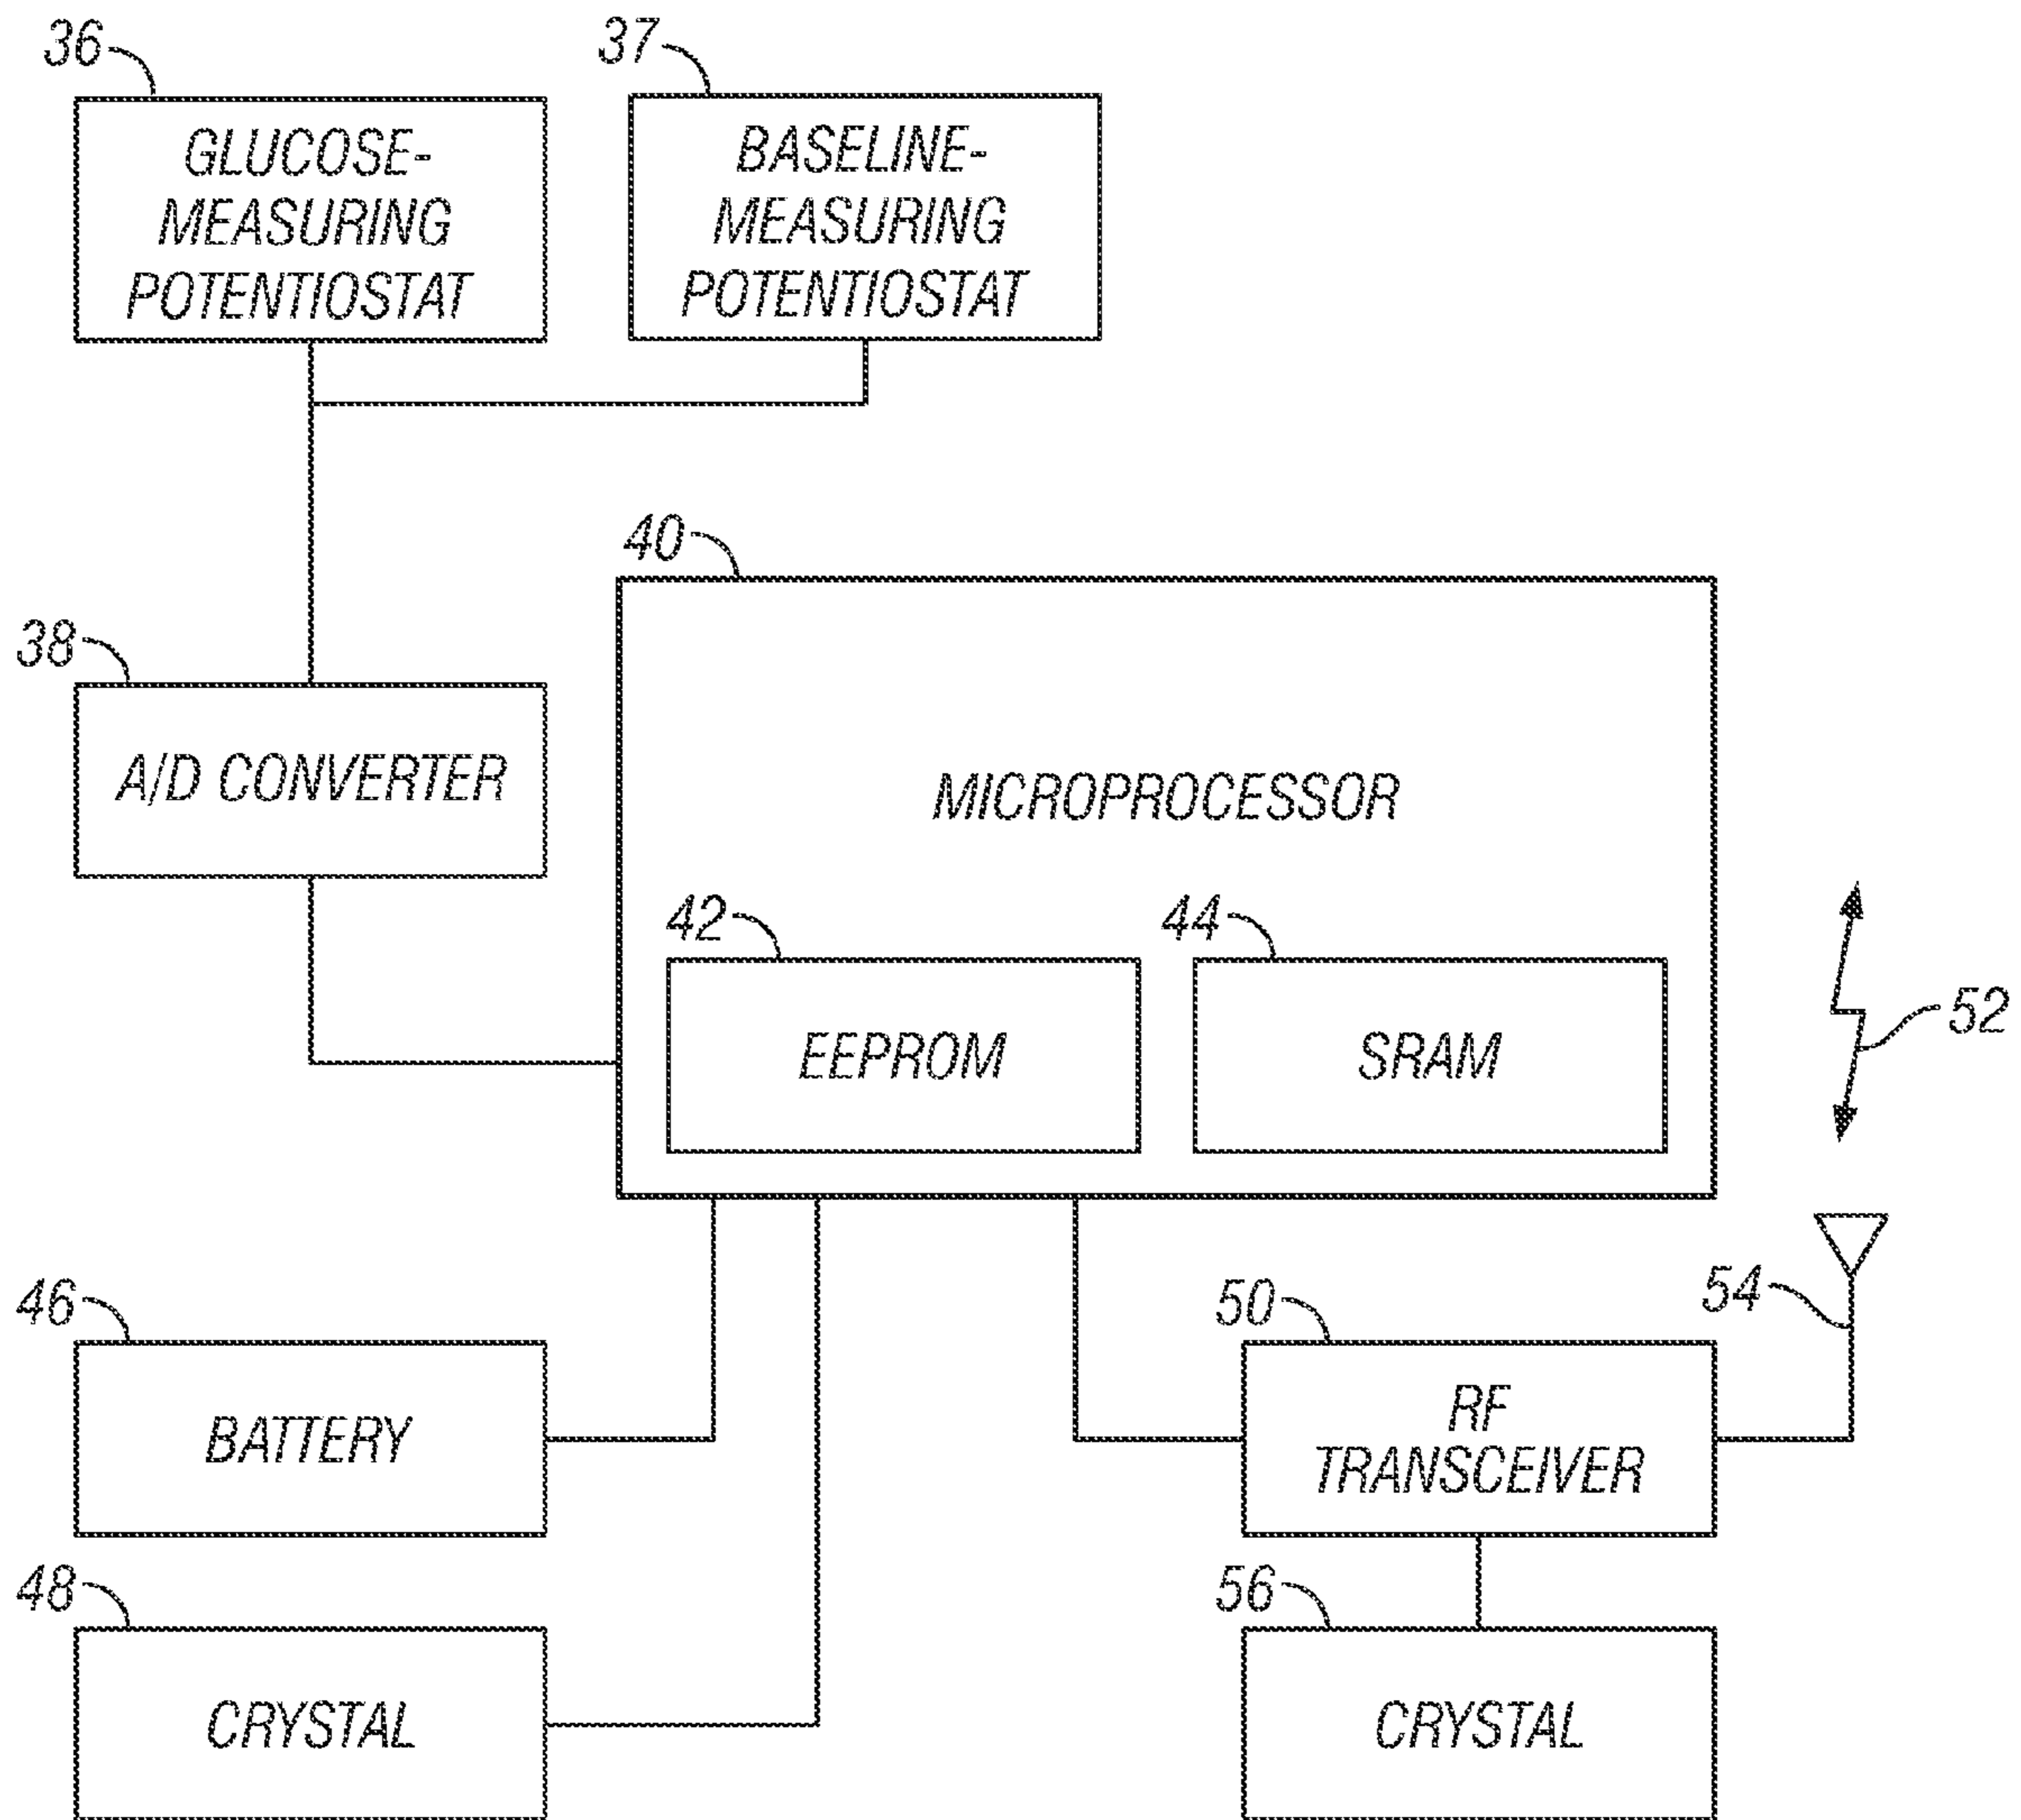 36
GLUCOSE-
MEASURING
POTENTIOSTAT
37
BASELINE-
MEASURING
POTENTIOSTAT
40
MICROPROCESSOR
38
A/D CONVERTER
42
EEPROM
44
SRAM
52
46
BATTERY
50
RF
TRANSCEIVER
54
48
CRYSTAL
56
CRYSTAL